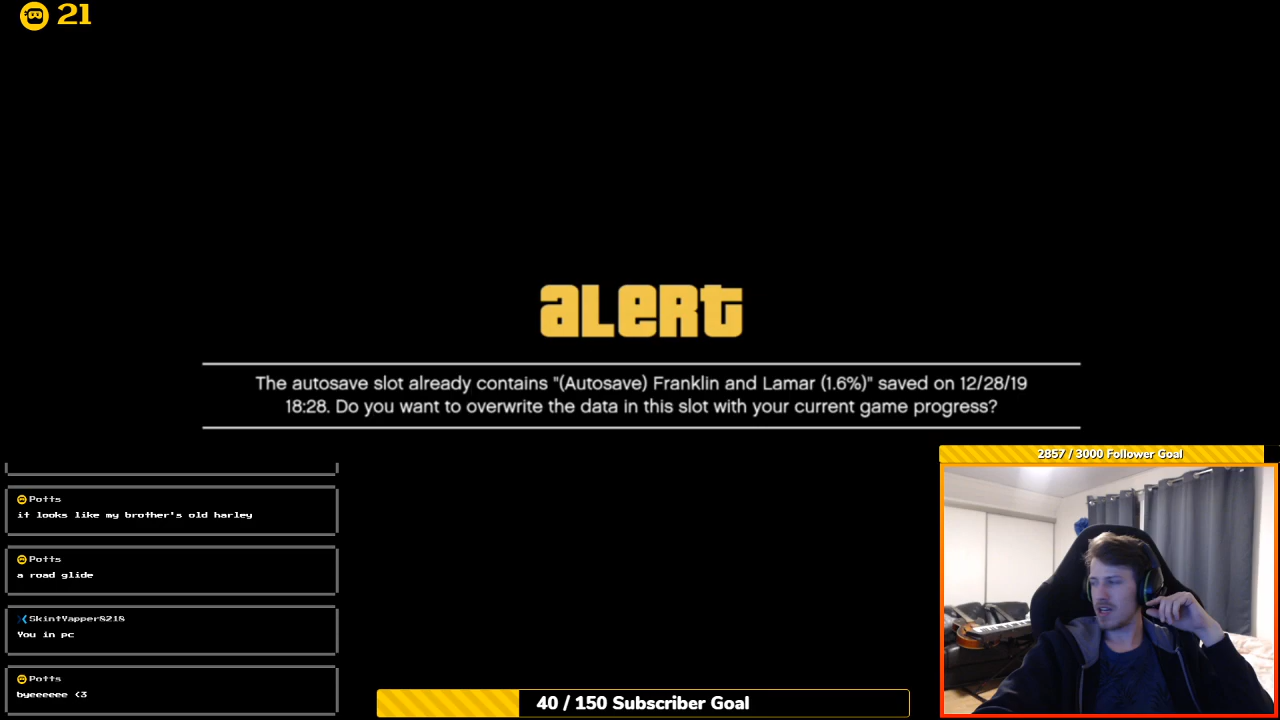 21
aLeRt
The autosave slot already contains "(Autosave) Franklin and Lamar (1.6%)" saved on 12/28/19
18:28. Do you want to overwrite the data in this slot with your current game progress?
2857 / 3000 Follower Goal
Potts
it looks like my brother's old harley
Potts
a road glide
SkintYapper8218
You in pc
Potts
byeeeeee <3
40 / 150 Subscriber Goal